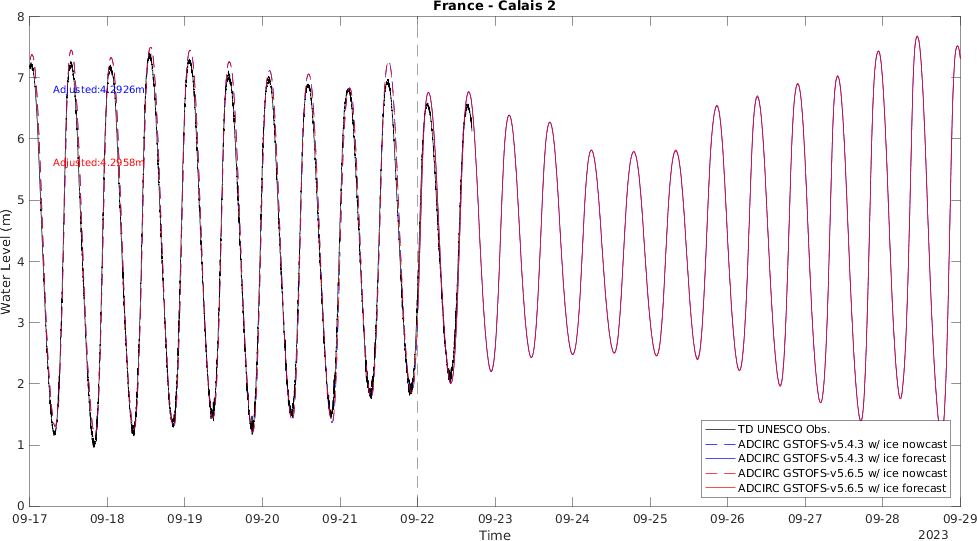 France - Calais 2
8
7
6
5
4
3
2
1
0
Water Level (m)
Adjusted:4.2926m
Adjusted:4.2958m
TD UNESCO Obs.
ADCIRC GSTOFS-v5.4.3 w/ ice nowcast
ADCIRC GSTOFS-v5.4.3 w/ ice forecast
ADCIRC GSTOFS-v5.6.5 w/ ice nowcast
ADCIRC GSTOFS-v5.6.5 w/ ice forecast
09-17 09-18 09-19 09-20 09-21 09-22 09-23 09-24 09-25 09-26 09-27 09-28 09-29
Time
2023